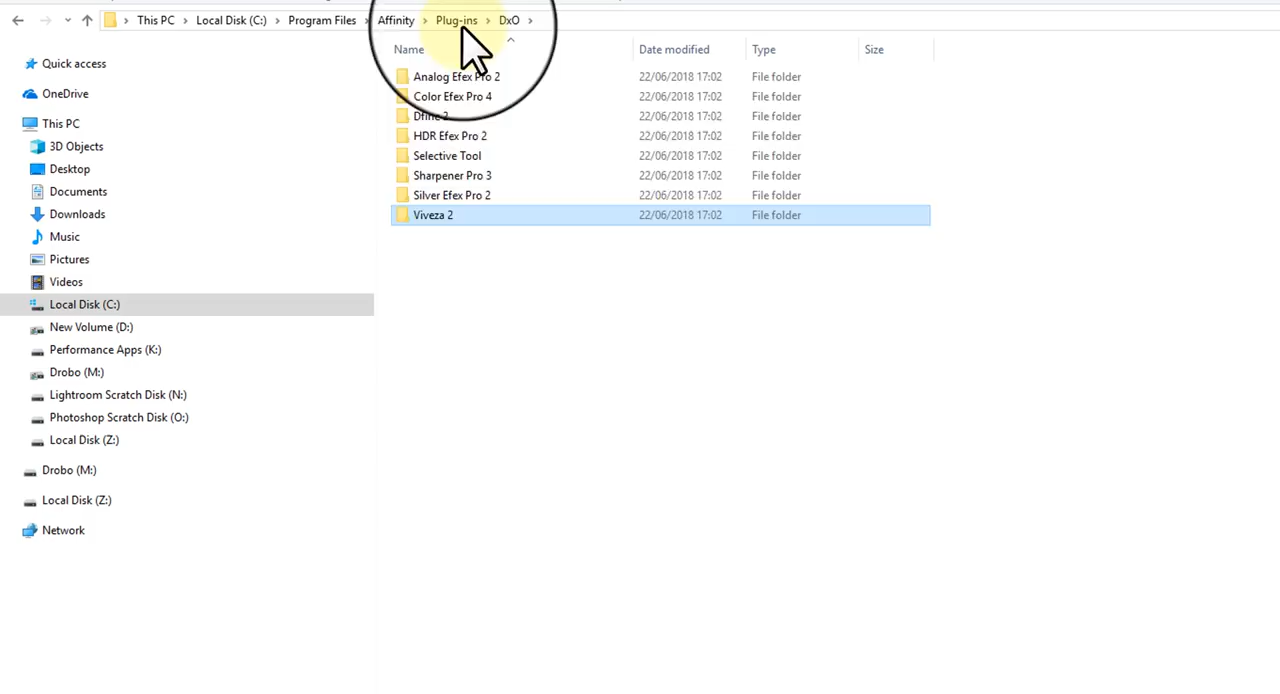 This PC > Local Disk (C:) > Program Files > Affinity > Plug-ins > DxO >
Name Date modified Type Size
Quick access
OneDrive
This PC
3D Objects
Desktop
Documents
Downloads
Music
Pictures
Videos
Local Disk (C:)
New Volume (D:)
Performance Apps (K:)
Drobo (M:)
Lightroom Scratch Disk (N:)
Photoshop Scratch Disk (O:)
Local Disk (Z:)
Drobo (M:)
Local Disk (Z:)
Network
Analog Efex Pro 2 22/06/2018 17:02 File folder
Color Efex Pro 4 22/06/2018 17:02 File folder
Dfine 2 22/06/2018 17:02 File folder
HDR Efex Pro 2 22/06/2018 17:02 File folder
Selective Tool 22/06/2018 17:02 File folder
Sharpener Pro 3 22/06/2018 17:02 File folder
Silver Efex Pro 2 22/06/2018 17:02 File folder
Viveza 2 22/06/2018 17:02 File folder